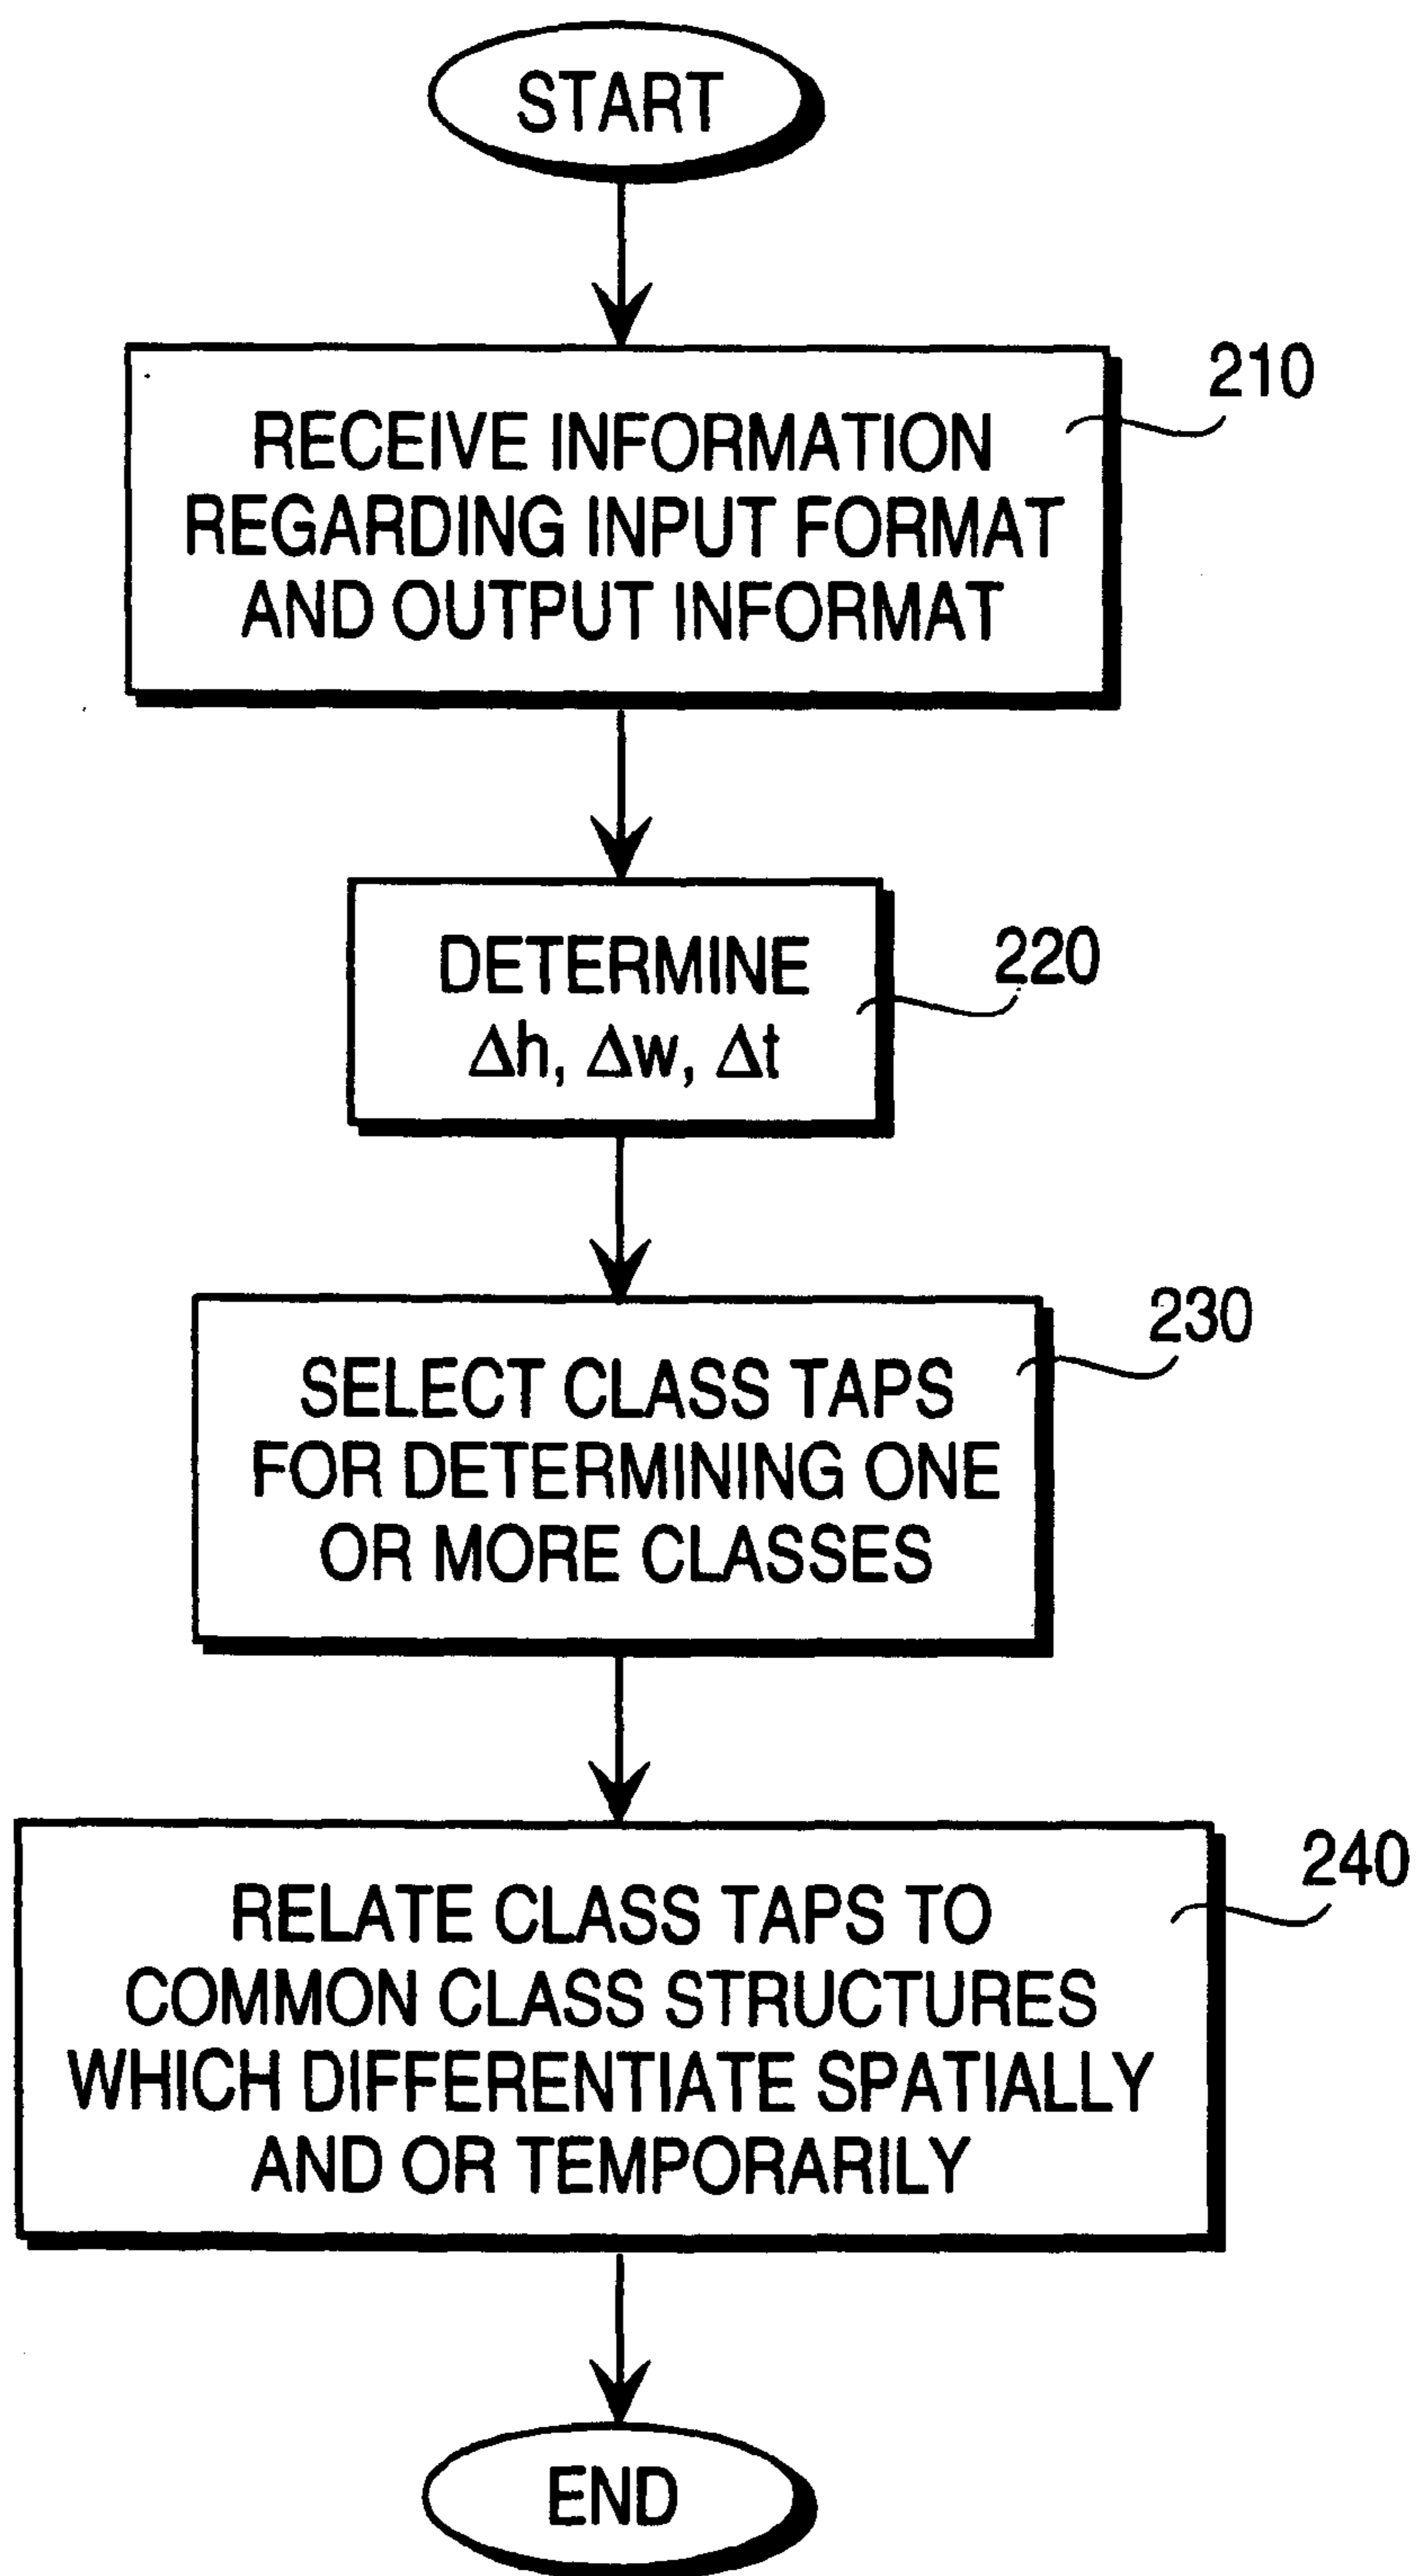 START
210
RECEIVE INFORMATION
REGARDING INPUT FORMAT
AND OUTPUT INFORMAT
220
DETERMINE
Δh, Δw, Δt
230
SELECT CLASS TAPS
FOR DETERMINING ONE
OR MORE CLASSES
240
RELATE CLASS TAPS TO
COMMON CLASS STRUCTURES
WHICH DIFFERENTIATE SPATIALLY
AND OR TEMPORARILY
END